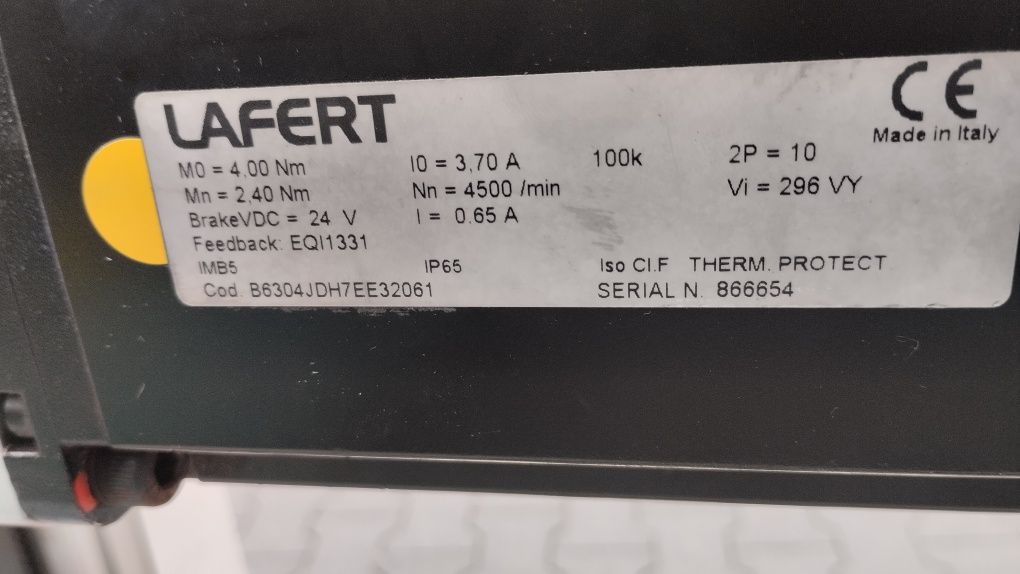 LAFERT
CE
Made in Italy
M0 = 4,00 Nm I0 = 3,70 A 100k 2P = 10
Mn = 2,40 Nm Nn = 4500 /min Vi = 296 VY
BrakeVDC = 24 V I = 0.65 A
Feedback: EQI1331
IMB5 IP65 Iso Cl.F THERM. PROTECT
Cod. B6304JDH7EE32061 SERIAL N. 866654